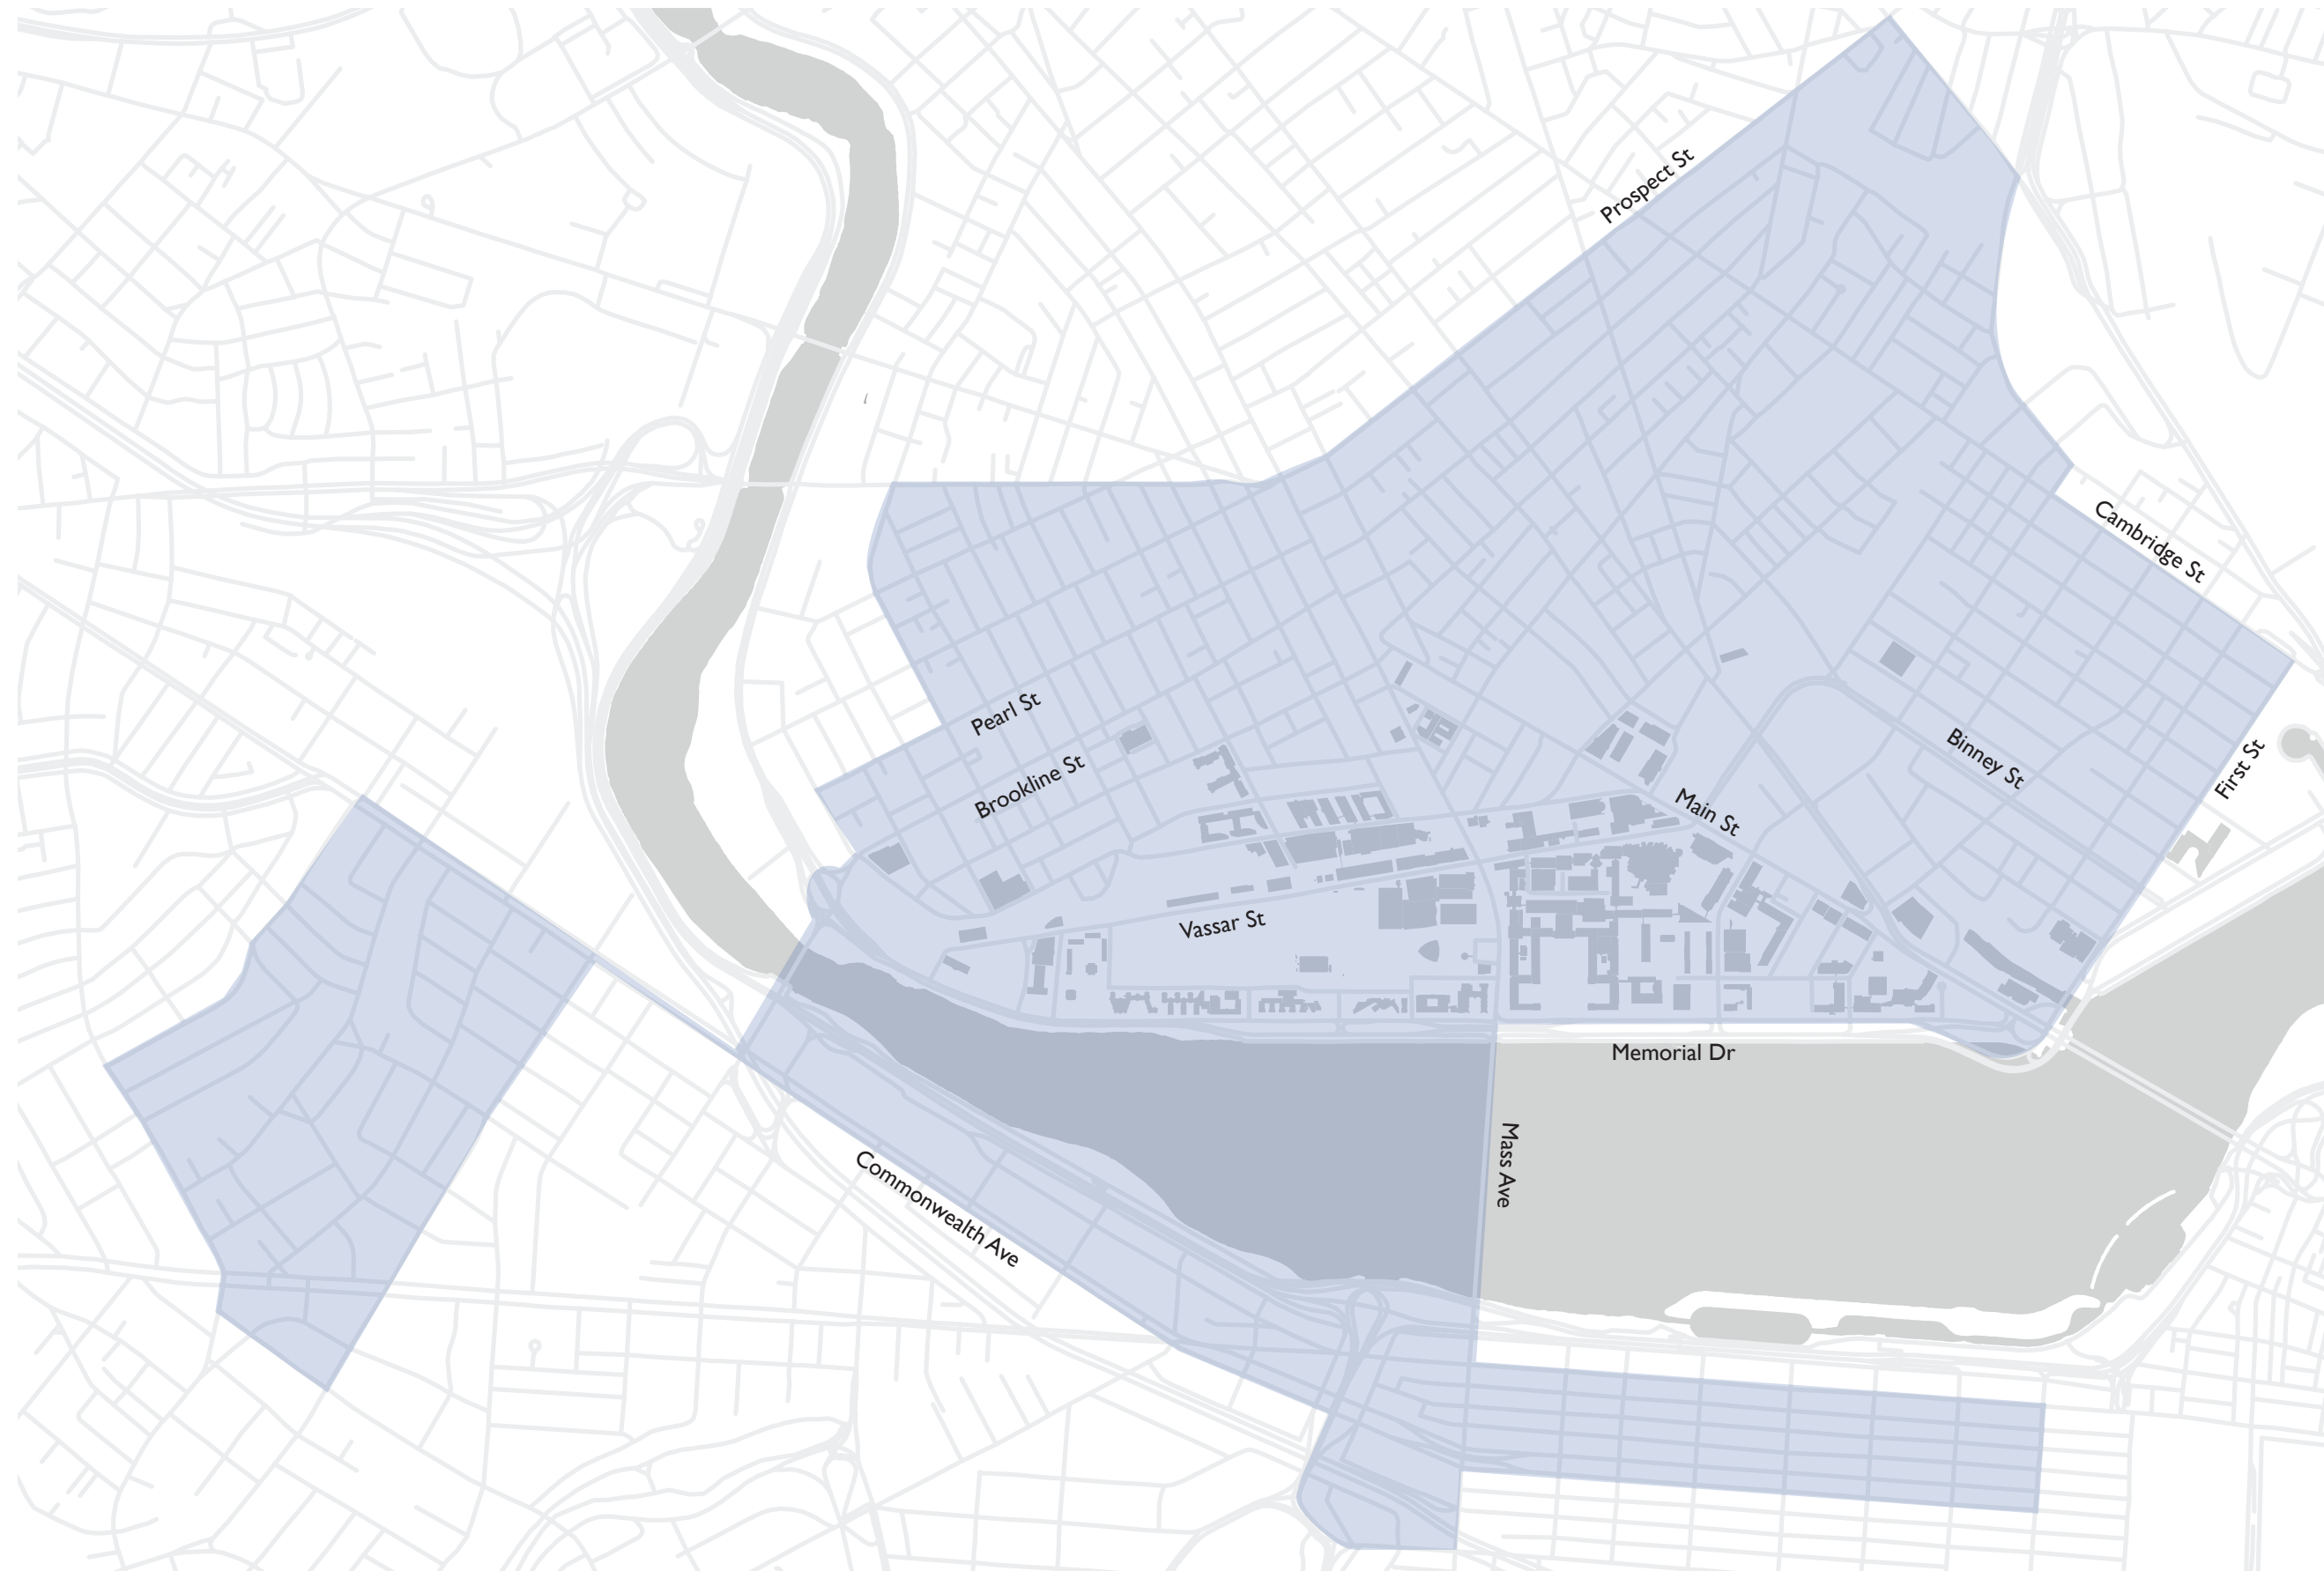 Prospect St
Cambridge St
Pearl St
Brookline St
Binney St
First St
Main St
Vassar St
Memorial Dr
Mass Ave
Commonwealth Ave